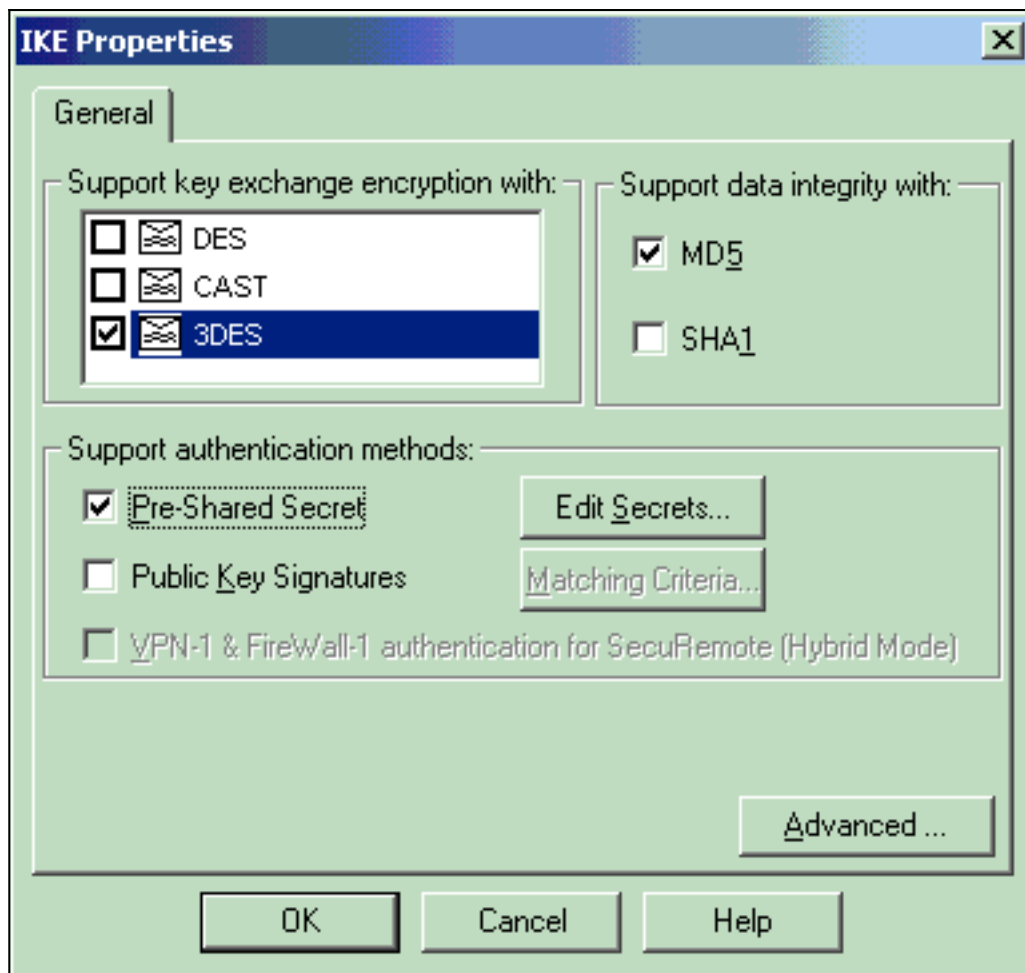 IKE Properties
General
Support key exchange encryption with:
DES
CAST
3DES
Support data integrity with:
MD5
SHA1
Support authentication methods:
Pre-Shared Secret
Edit Secrets...
Public Key Signatures
Matching Criteria...
VPN-1 & FireWall-1 authentication for SecuRemote (Hybrid Mode)
Advanced ...
OK
Cancel
Help